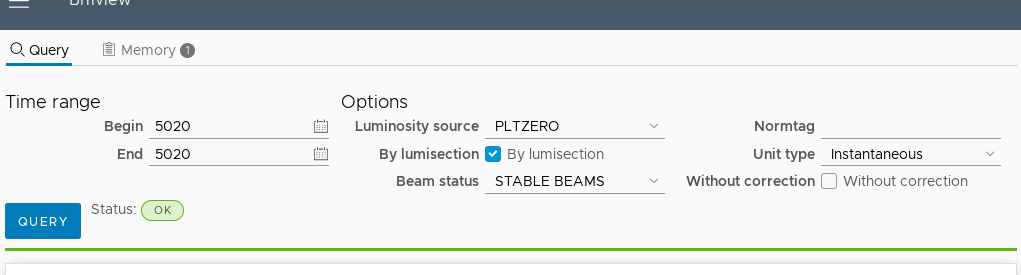 Brilview
Query Memory 1
Time range Options
Begin 5020 Luminosity source PLTZERO Normtag
End 5020 By lumisection By lumisection Unit type Instantaneous
Beam status STABLE BEAMS Without correction Without correction
QUERY Status: OK